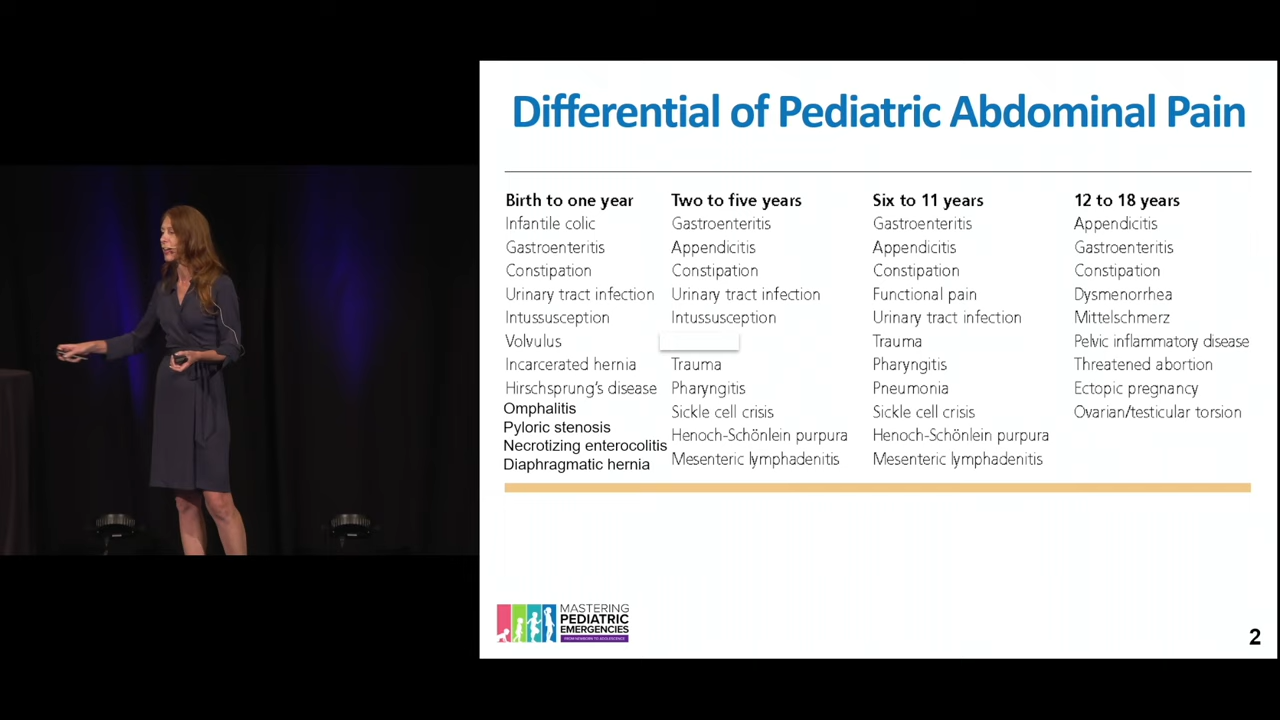 Differential of Pediatric Abdominal Pain
Birth to one year
Infantile colic
Gastroenteritis
Constipation
Urinary tract infection
Intussusception
Volvulus
Incarcerated hernia
Hirschsprung's disease
Omphalitis
Pyloric stenosis
Necrotizing enterocolitis
Diaphragmatic hernia
Two to five years
Gastroenteritis
Appendicitis
Constipation
Urinary tract infection
Intussusception
Trauma
Pharyngitis
Sickle cell crisis
Henoch-Schönlein purpura
Mesenteric lymphadenitis
Six to 11 years
Gastroenteritis
Appendicitis
Constipation
Functional pain
Urinary tract infection
Trauma
Pharyngitis
Pneumonia
Sickle cell crisis
Henoch-Schönlein purpura
Mesenteric lymphadenitis
12 to 18 years
Appendicitis
Gastroenteritis
Constipation
Dysmenorrhea
Mittelschmerz
Pelvic inflammatory disease
Threatened abortion
Ectopic pregnancy
Ovarian/testicular torsion
MASTERING
PEDIATRIC
EMERGENCIES
FROM NEWBORN TO ADOLESCENCE
2